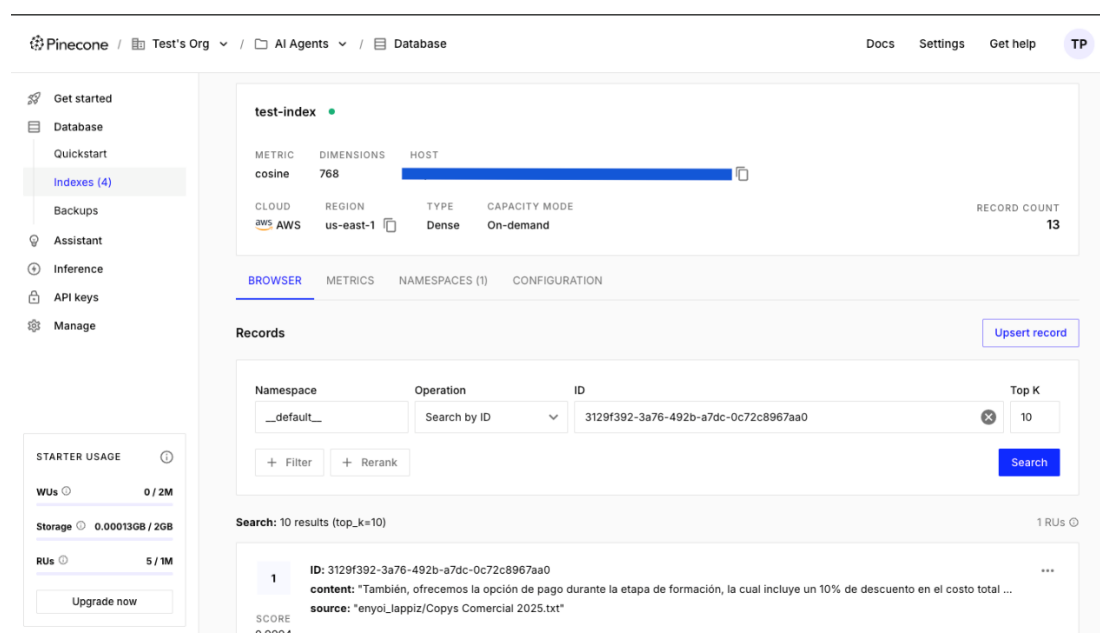 Pinecone / Test's Org / AI Agents / Database Docs Settings Get help TP
Get started
Database
Quickstart
Indexes (4)
Backups
Assistant
Inference
API keys
Manage
STARTER USAGE
WUs 0 / 2M
Storage 0.00013GB / 2GB
RUs 5 / 1M
Upgrade now
test-index
METRIC DIMENSIONS HOST
cosine 768
CLOUD REGION TYPE CAPACITY MODE RECORD COUNT
aws AWS us-east-1 Dense On-demand 13
BROWSER METRICS NAMESPACES (1) CONFIGURATION
Records Upsert record
Namespace Operation ID Top K
__default__ Search by ID 3129f392-3a76-492b-a7dc-0c72c8967aa0 10
+ Filter + Rerank Search
Search: 10 results (top_k=10) 1 RUs
1 ID: 3129f392-3a76-492b-a7dc-0c72c8967aa0 ...
content: "También, ofrecemos la opción de pago durante la etapa de formación, la cual incluye un 10% de descuento en el costo total ...
source: "enyoi_lappiz/Copys Comercial 2025.txt"
SCORE